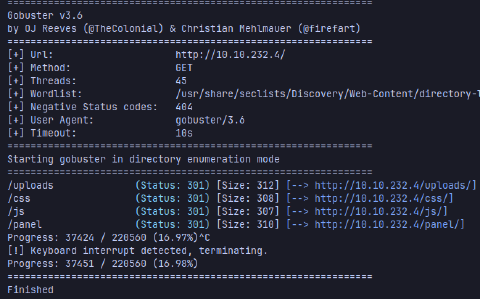 ===============================================================
Gobuster v3.6
by OJ Reeves (@TheColonial) & Christian Mehlmauer (@firefart)
===============================================================
[+] Url:                     http://10.10.232.4/
[+] Method:                  GET
[+] Threads:                 45
[+] Wordlist:                /usr/share/seclists/Discovery/Web-Content/directory-
[+] Negative Status codes:   404
[+] User Agent:              gobuster/3.6
[+] Timeout:                 10s
===============================================================
Starting gobuster in directory enumeration mode
===============================================================
/uploads              (Status: 301) [Size: 312] [--> http://10.10.232.4/uploads/]
/css                  (Status: 301) [Size: 308] [--> http://10.10.232.4/css/]
/js                   (Status: 301) [Size: 307] [--> http://10.10.232.4/js/]
/panel                (Status: 301) [Size: 310] [--> http://10.10.232.4/panel/]
Progress: 37424 / 220560 (16.97%)^C
[!] Keyboard interrupt detected, terminating.
Progress: 37451 / 220560 (16.98%)
===============================================================
Finished